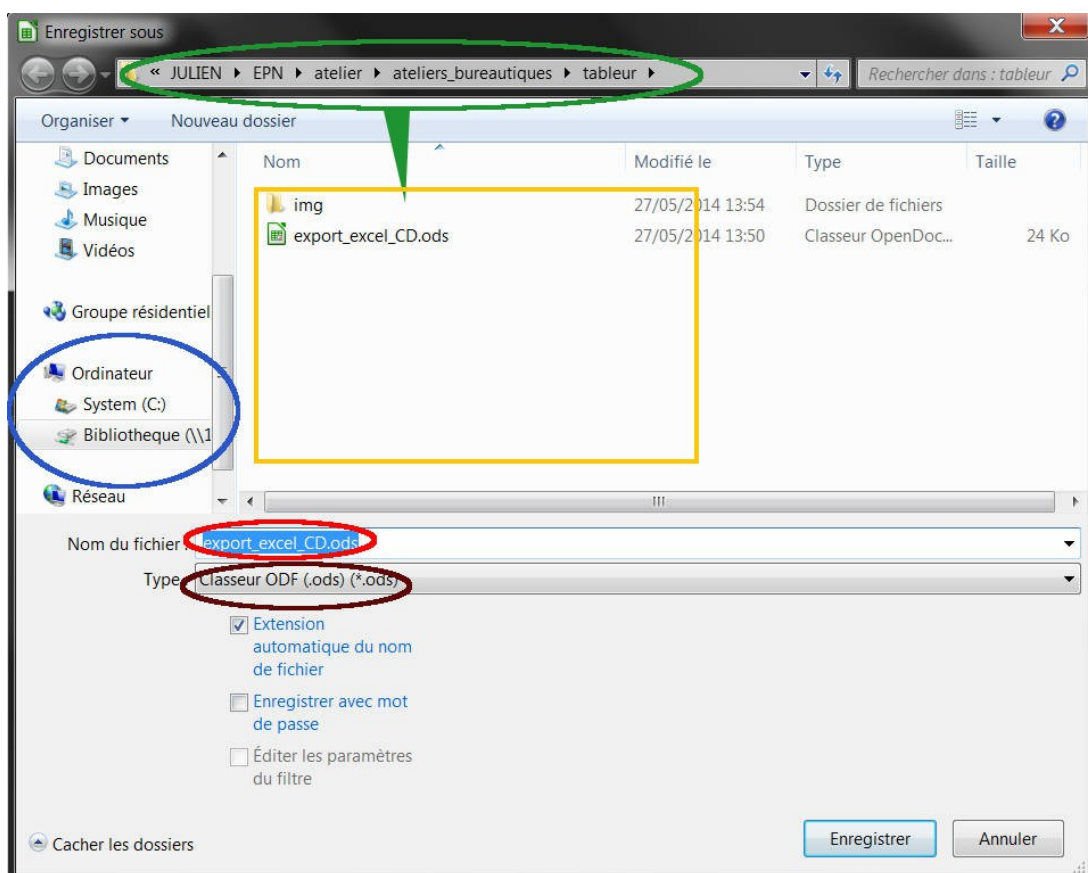 Enregistrer sous
« JULIEN ▸ EPN ▸ atelier ▸ ateliers_bureautiques ▸ tableur ▸
Rechercher dans : tableur
Organiser
Nouveau dossier
Nom
Modifié le
Type
Taille
Documents
Images
Musique
Vidéos
Groupe résidentiel
Ordinateur
System (C:)
Bibliotheque (\\1
Réseau
img
27/05/2014 13:54
Dossier de fichiers
export_excel_CD.ods
27/05/2014 13:50
Classeur OpenDoc...
24 Ko
Nom du fichier :
export_excel_CD.ods
Type
Classeur ODF (.ods) (*.ods)
Extension
automatique du nom
de fichier
Enregistrer avec mot
de passe
Éditer les paramètres
du filtre
Cacher les dossiers
Enregistrer
Annuler